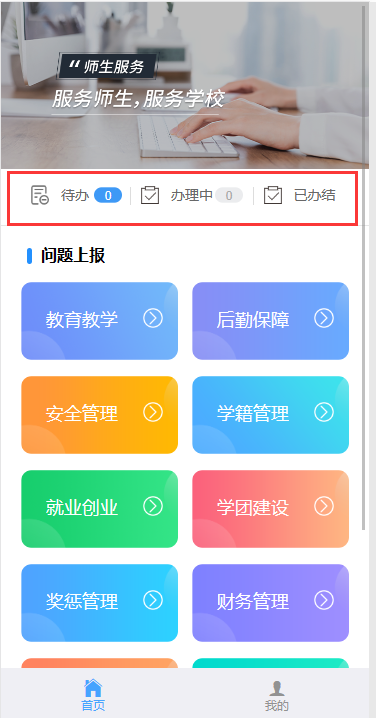 “ 师生服务
服务师生，服务学校
待办 0 办理中 0 已办结
问题上报
教育教学 后勤保障
安全管理 学籍管理
就业创业 学团建设
奖惩管理 财务管理
首页 我的